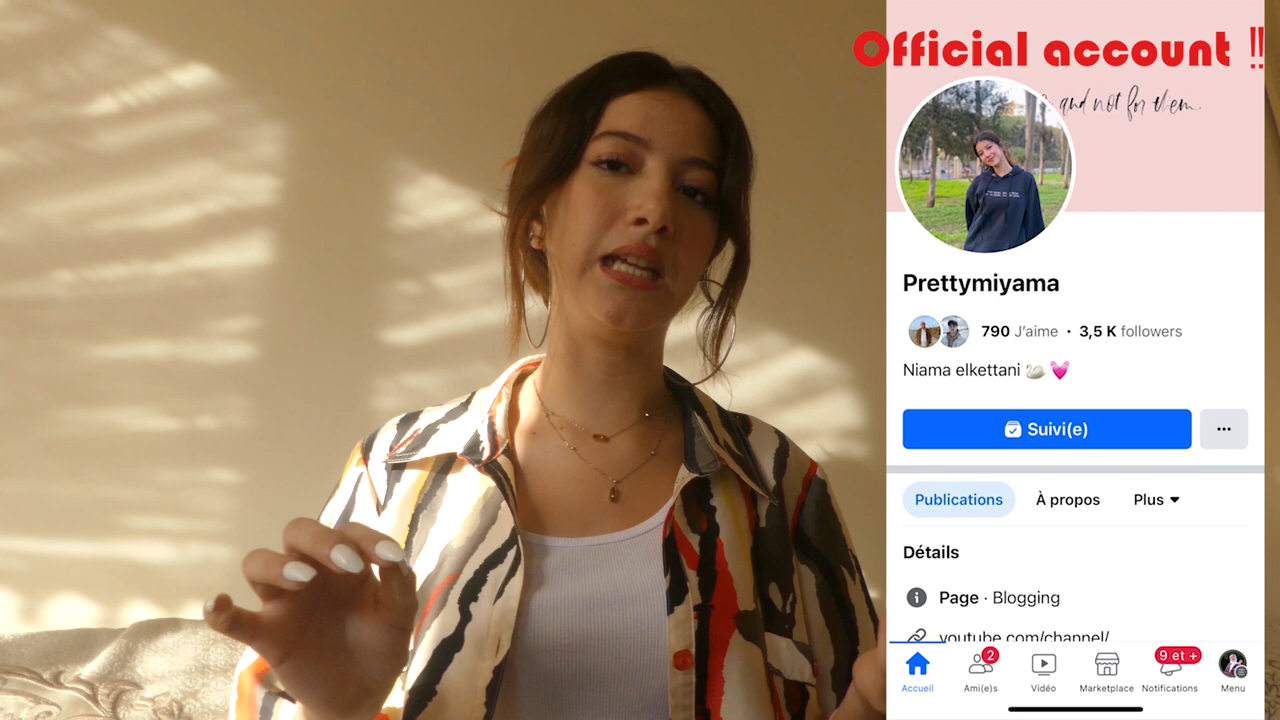 Official account ‼
and not for them.
Prettymiyama
790 J’aime · 3,5 K followers
Niama elkettani 🦢 💓
Suivi(e)
Publications À propos Plus
Détails
Page · Blogging
youtube.com/channel/
2 9 et +
Accueil Ami(e)s Vidéo Marketplace Notifications Menu